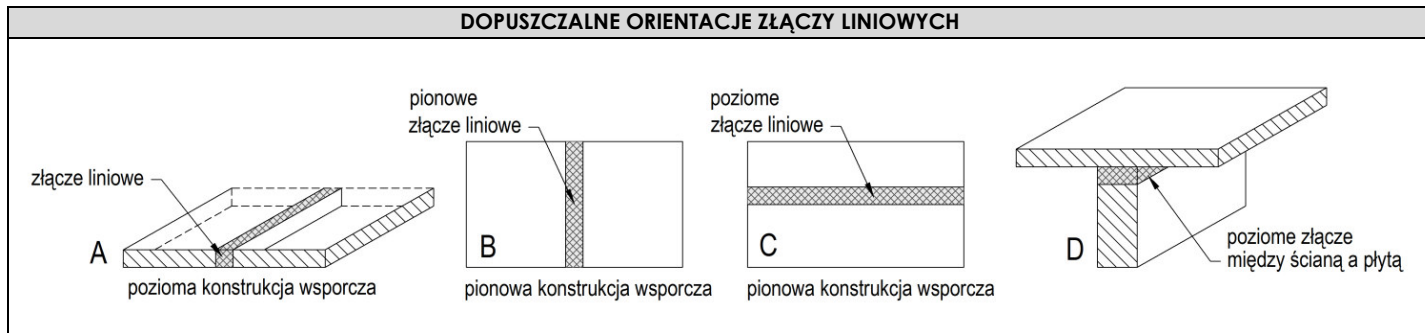 DOPUSZCZALNE ORIENTACJE ZŁĄCZY LINIOWYCH
złącze liniowe
A
pozioma konstrukcja wsporcza
pionowe
złącze liniowe
B
pionowa konstrukcja wsporcza
poziome
złącze liniowe
C
pionowa konstrukcja wsporcza
D
poziome złącze
między ścianą a płytą